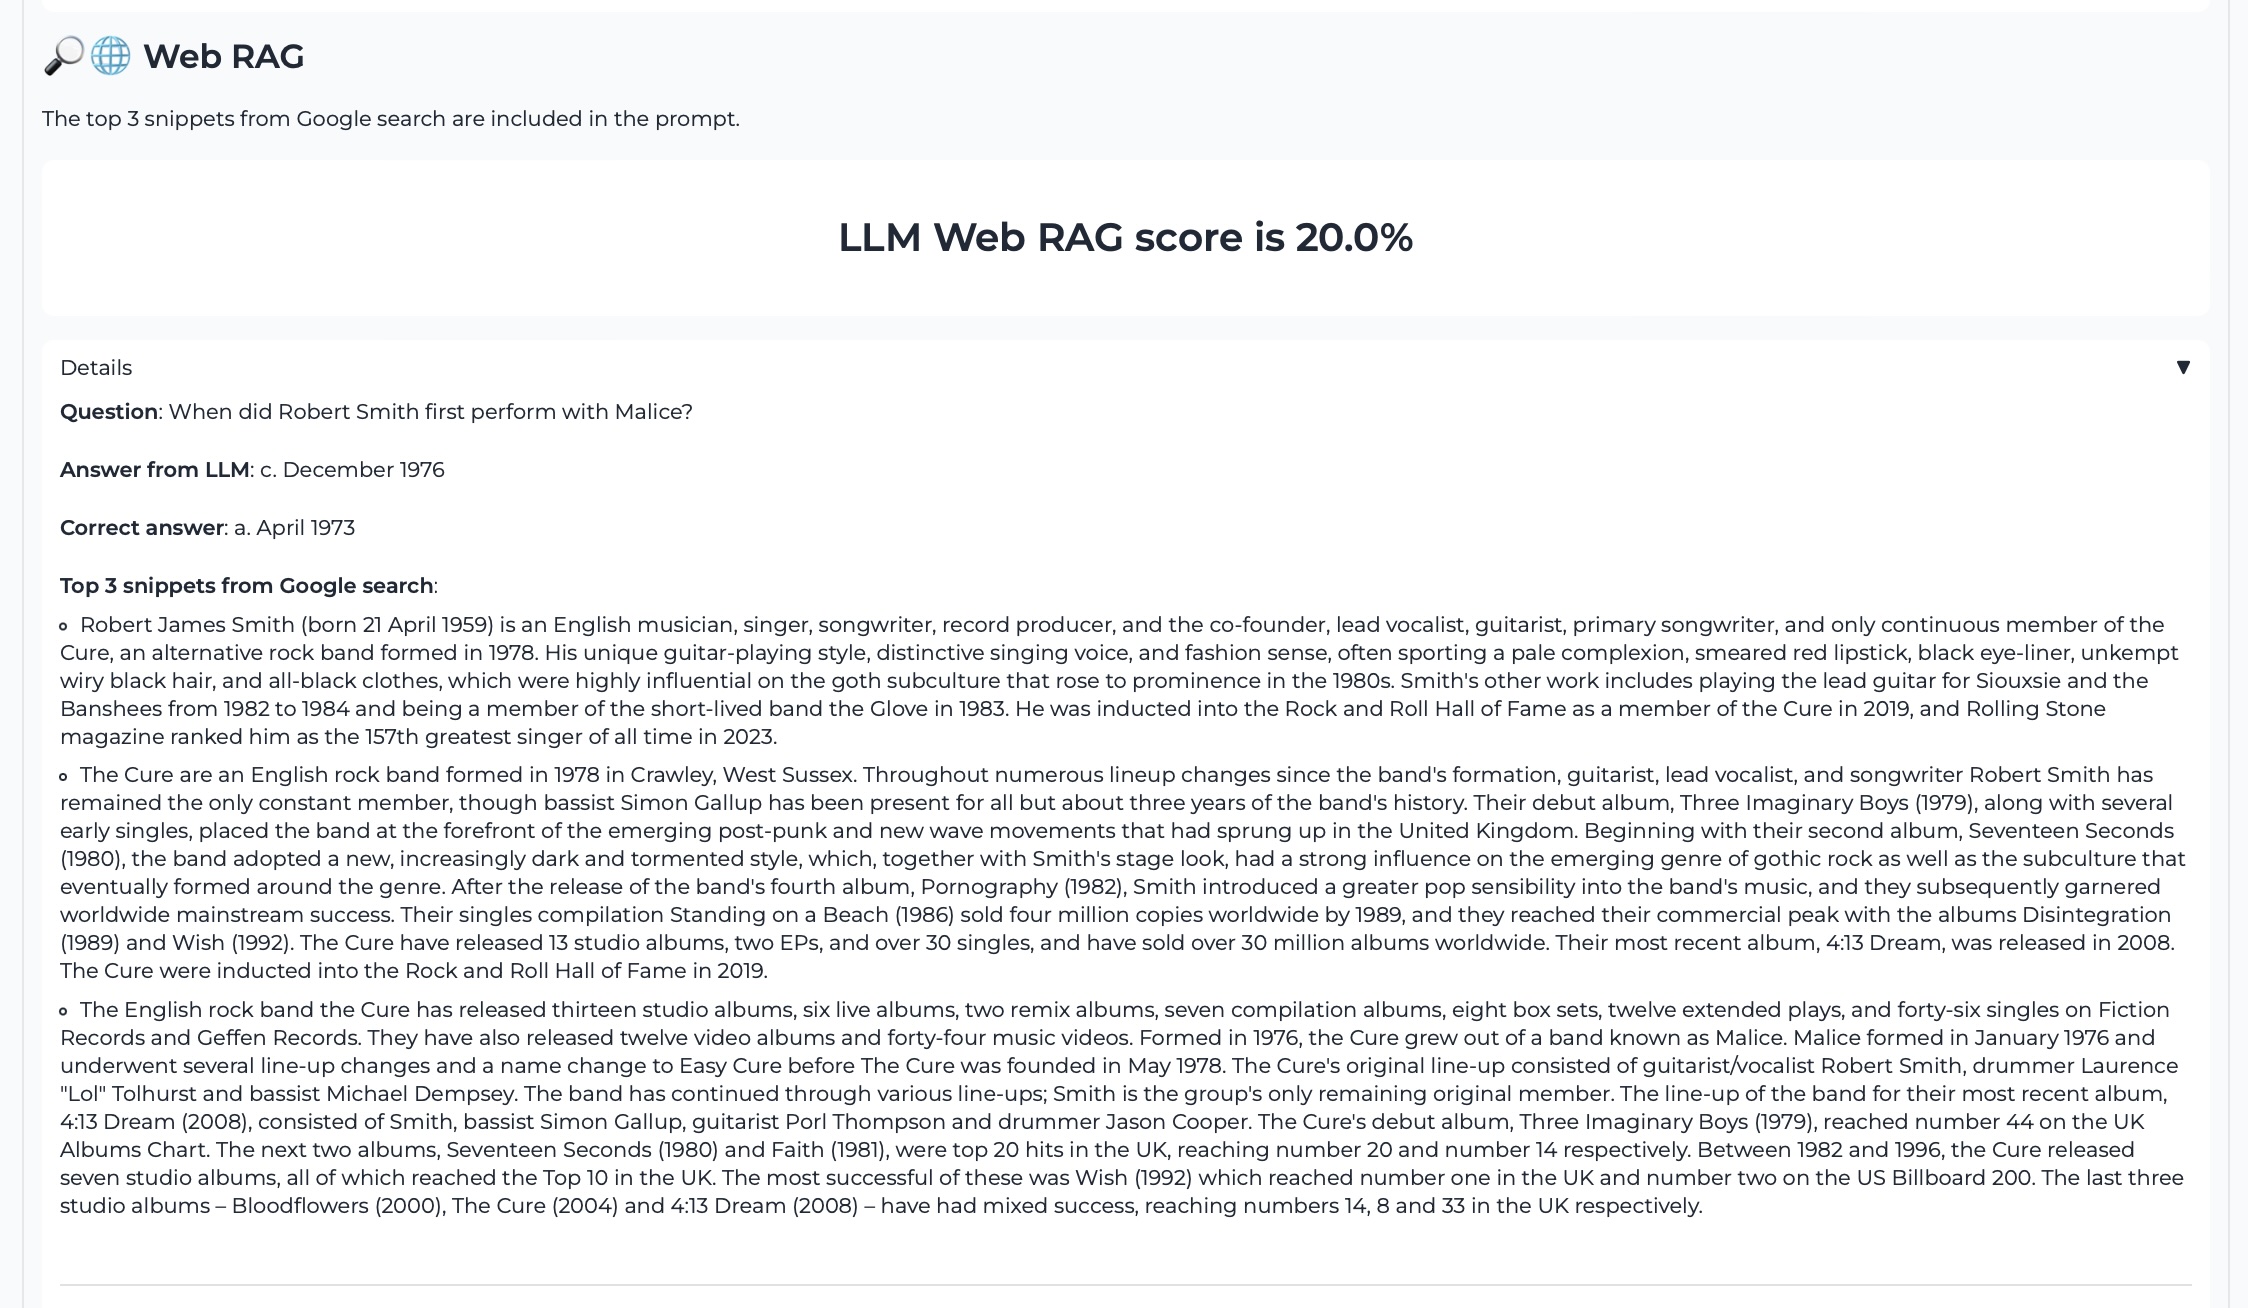 🔎🌐 Web RAG
The top 3 snippets from Google search are included in the prompt.
LLM Web RAG score is 20.0%
Details ▼
Question: When did Robert Smith first perform with Malice?
Answer from LLM: c. December 1976
Correct answer: a. April 1973
Top 3 snippets from Google search:
Robert James Smith (born 21 April 1959) is an English musician, singer, songwriter, record producer, and the co-founder, lead vocalist, guitarist, primary songwriter, and only continuous member of the
Cure, an alternative rock band formed in 1978. His unique guitar-playing style, distinctive singing voice, and fashion sense, often sporting a pale complexion, smeared red lipstick, black eye-liner, unkempt
wiry black hair, and all-black clothes, which were highly influential on the goth subculture that rose to prominence in the 1980s. Smith's other work includes playing the lead guitar for Siouxsie and the
Banshees from 1982 to 1984 and being a member of the short-lived band the Glove in 1983. He was inducted into the Rock and Roll Hall of Fame as a member of the Cure in 2019, and Rolling Stone
magazine ranked him as the 157th greatest singer of all time in 2023.
The Cure are an English rock band formed in 1978 in Crawley, West Sussex. Throughout numerous lineup changes since the band's formation, guitarist, lead vocalist, and songwriter Robert Smith has
remained the only constant member, though bassist Simon Gallup has been present for all but about three years of the band's history. Their debut album, Three Imaginary Boys (1979), along with several
early singles, placed the band at the forefront of the emerging post-punk and new wave movements that had sprung up in the United Kingdom. Beginning with their second album, Seventeen Seconds
(1980), the band adopted a new, increasingly dark and tormented style, which, together with Smith's stage look, had a strong influence on the emerging genre of gothic rock as well as the subculture that
eventually formed around the genre. After the release of the band's fourth album, Pornography (1982), Smith introduced a greater pop sensibility into the band's music, and they subsequently garnered
worldwide mainstream success. Their singles compilation Standing on a Beach (1986) sold four million copies worldwide by 1989, and they reached their commercial peak with the albums Disintegration
(1989) and Wish (1992). The Cure have released 13 studio albums, two EPs, and over 30 singles, and have sold over 30 million albums worldwide. Their most recent album, 4:13 Dream, was released in 2008.
The Cure were inducted into the Rock and Roll Hall of Fame in 2019.
The English rock band the Cure has released thirteen studio albums, six live albums, two remix albums, seven compilation albums, eight box sets, twelve extended plays, and forty-six singles on Fiction
Records and Geffen Records. They have also released twelve video albums and forty-four music videos. Formed in 1976, the Cure grew out of a band known as Malice. Malice formed in January 1976 and
underwent several line-up changes and a name change to Easy Cure before The Cure was founded in May 1978. The Cure's original line-up consisted of guitarist/vocalist Robert Smith, drummer Laurence
"Lol" Tolhurst and bassist Michael Dempsey. The band has continued through various line-ups; Smith is the group's only remaining original member. The line-up of the band for their most recent album,
4:13 Dream (2008), consisted of Smith, bassist Simon Gallup, guitarist Porl Thompson and drummer Jason Cooper. The Cure's debut album, Three Imaginary Boys (1979), reached number 44 on the UK
Albums Chart. The next two albums, Seventeen Seconds (1980) and Faith (1981), were top 20 hits in the UK, reaching number 20 and number 14 respectively. Between 1982 and 1996, the Cure released
seven studio albums, all of which reached the Top 10 in the UK. The most successful of these was Wish (1992) which reached number one in the UK and number two on the US Billboard 200. The last three
studio albums – Bloodflowers (2000), The Cure (2004) and 4:13 Dream (2008) – have had mixed success, reaching numbers 14, 8 and 33 in the UK respectively.